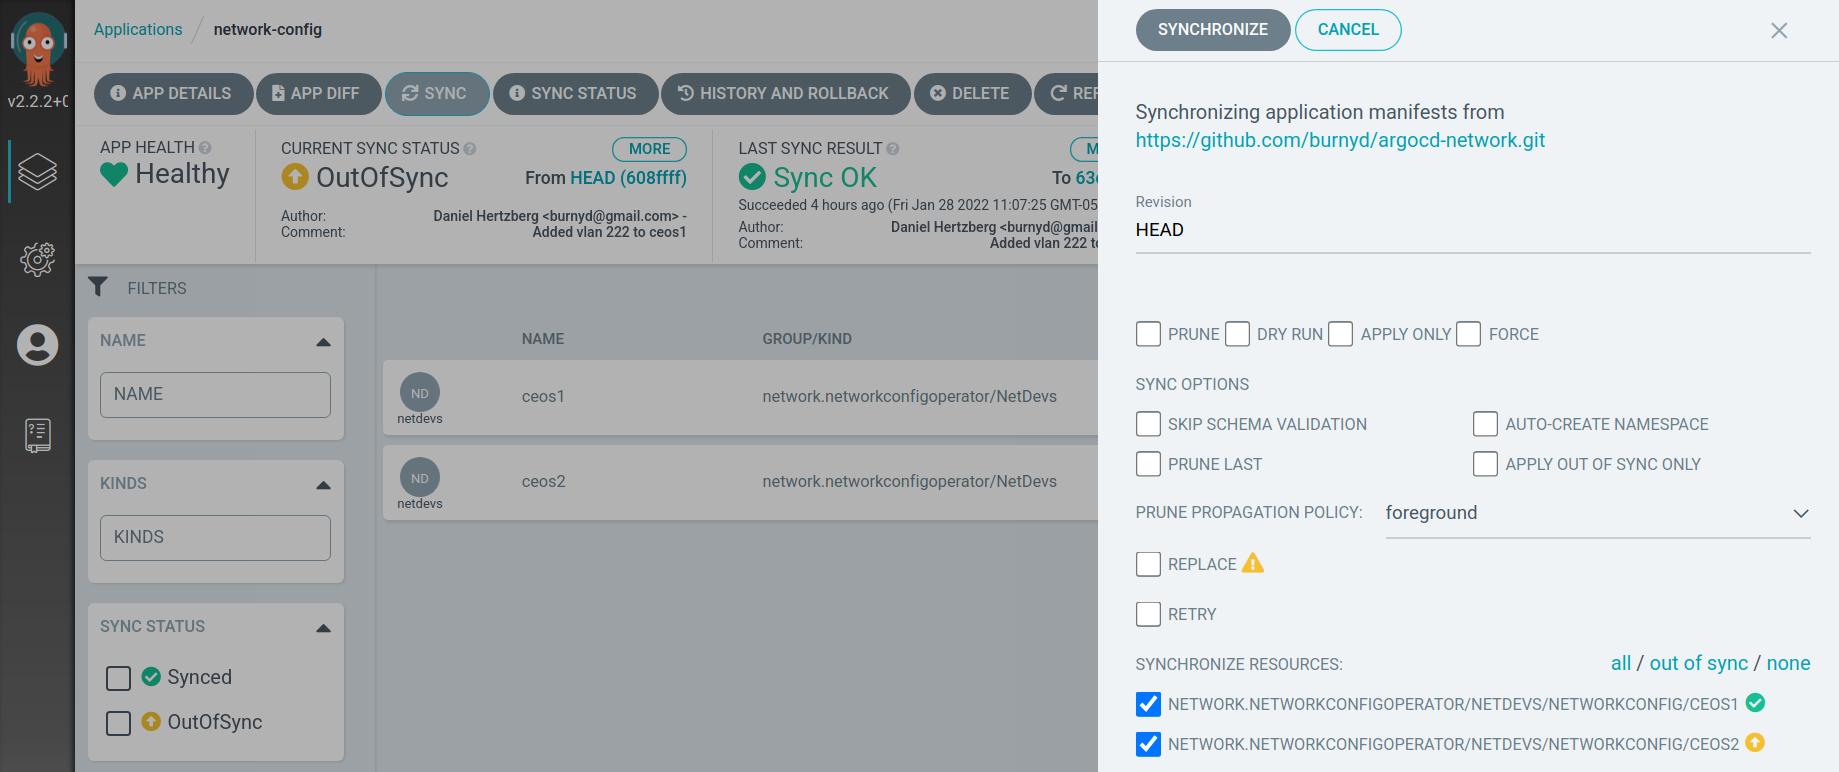 v2.2.2+
Applications / network-config
APP DETAILS
APP DIFF
SYNC
SYNC STATUS
HISTORY AND ROLLBACK
DELETE
APP HEALTH
Healthy
CURRENT SYNC STATUS
MORE
OutOfSync
From HEAD (608ffff)
Author: Daniel Hertzberg <burnyd@gmail.com> -
Comment: Added vlan 222 to ceos1
LAST SYNC RESULT
Sync OK
To
Succeeded 4 hours ago (Fri Jan 28 2022 11:07:25 GMT-05
Author: Daniel Hertzberg <burnyd@gmail
Comment: Added vlan 222 to
FILTERS
NAME
NAME
KINDS
KINDS
SYNC STATUS
Synced
OutOfSync
NAME GROUP/KIND
ND
netdevs
ceos1 network.networkconfigoperator/NetDevs
ND
netdevs
ceos2 network.networkconfigoperator/NetDevs
SYNCHRONIZE
CANCEL
Synchronizing application manifests from
https://github.com/burnyd/argocd-network.git
Revision
HEAD
PRUNE DRY RUN APPLY ONLY FORCE
SYNC OPTIONS
SKIP SCHEMA VALIDATION AUTO-CREATE NAMESPACE
PRUNE LAST APPLY OUT OF SYNC ONLY
PRUNE PROPAGATION POLICY: foreground
REPLACE
RETRY
SYNCHRONIZE RESOURCES: all / out of sync / none
NETWORK.NETWORKCONFIGOPERATOR/NETDEVS/NETWORKCONFIG/CEOS1
NETWORK.NETWORKCONFIGOPERATOR/NETDEVS/NETWORKCONFIG/CEOS2